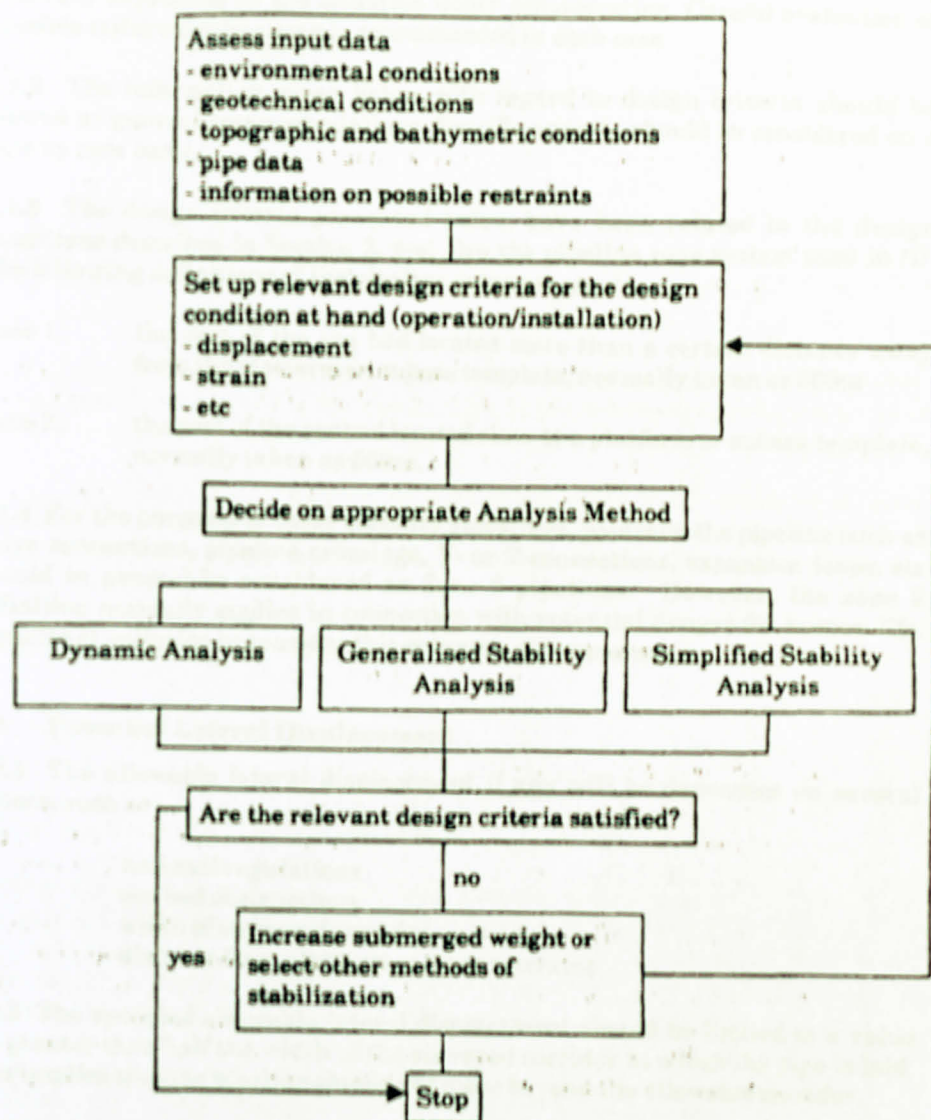 Assess input data
- environmental conditions
- geotechnical conditions
- topographic and bathymetric conditions
- pipe data
- information on possible restraints
Set up relevant design criteria for the design
condition at hand (operation/installation)
- displacement
- strain
- etc
Decide on appropriate Analysis Method
Dynamic Analysis
Generalised Stability
Analysis
Simplified Stability
Analysis
Are the relevant design criteria satisfied?
no
yes
Increase submerged weight or
select other methods of
stabilization
Stop